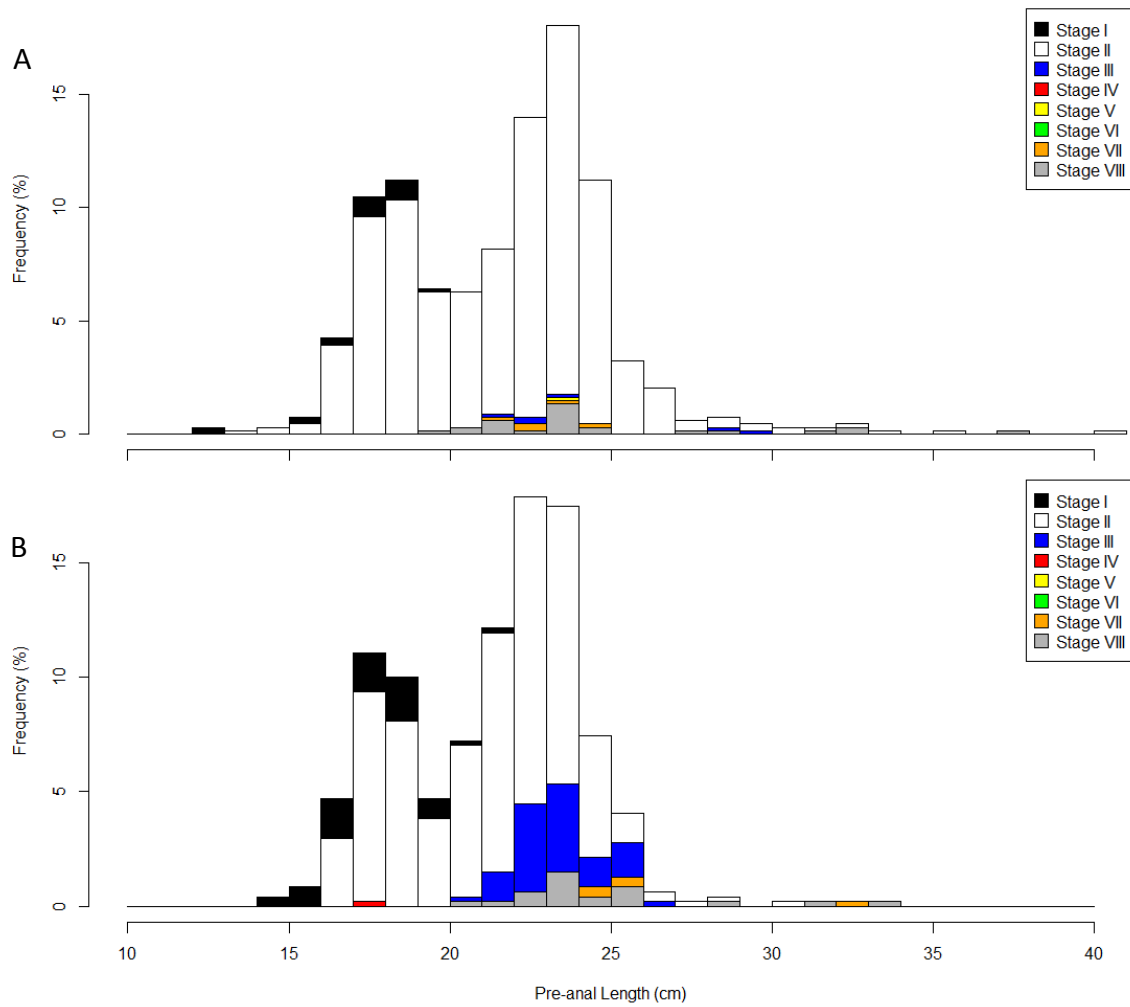 A
Frequency (%)
15
10
5
0
Stage I
Stage II
Stage III
Stage IV
Stage V
Stage VI
Stage VII
Stage VIII
B
Frequency (%)
15
10
5
0
Stage I
Stage II
Stage III
Stage IV
Stage V
Stage VI
Stage VII
Stage VIII
10 15 20 25 30 35 40
Pre-anal Length (cm)